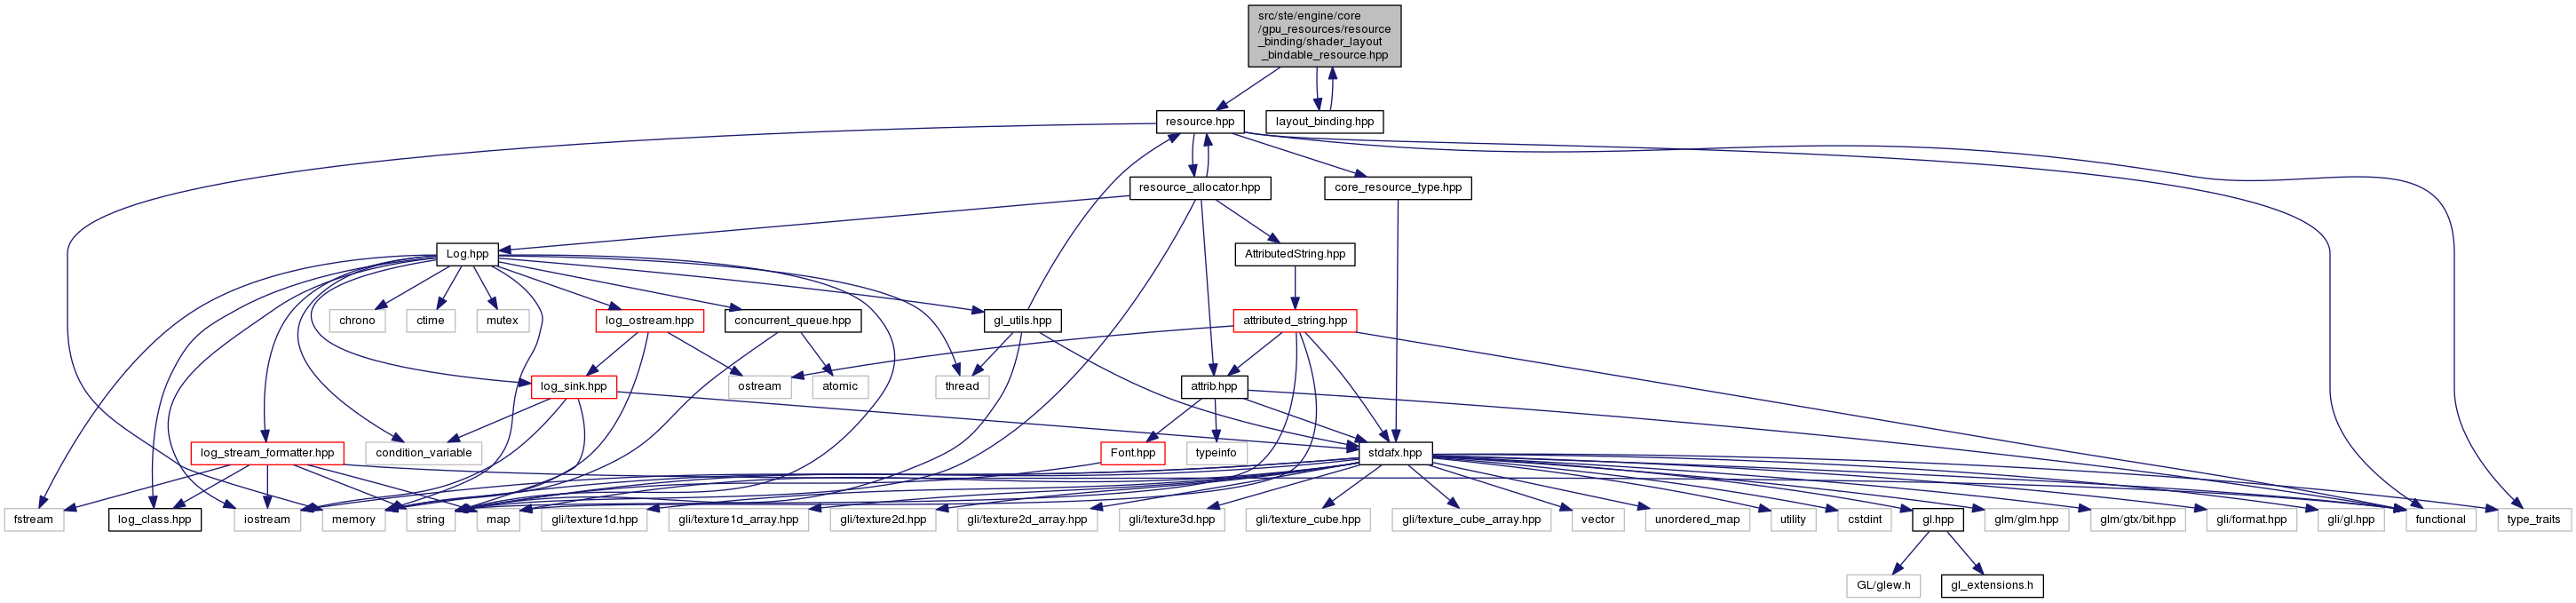 src/ste/engine/core
/gpu_resources/resource
_binding/shader_layout
_bindable_resource.hpp
resource.hpp
layout_binding.hpp
resource_allocator.hpp
core_resource_type.hpp
Log.hpp
AttributedString.hpp
chrono
ctime
mutex
log_ostream.hpp
concurrent_queue.hpp
gl_utils.hpp
attributed_string.hpp
log_sink.hpp
ostream
atomic
thread
attrib.hpp
log_stream_formatter.hpp
condition_variable
Font.hpp
typeinfo
stdafx.hpp
fstream
log_class.hpp
iostream
memory
string
map
gli/texture1d.hpp
gli/texture1d_array.hpp
gli/texture2d.hpp
gli/texture2d_array.hpp
gli/texture3d.hpp
gli/texture_cube.hpp
gli/texture_cube_array.hpp
vector
unordered_map
utility
cstdint
gl.hpp
glm/glm.hpp
glm/gtx/bit.hpp
gli/format.hpp
gli/gl.hpp
functional
type_traits
GL/glew.h
gl_extensions.h